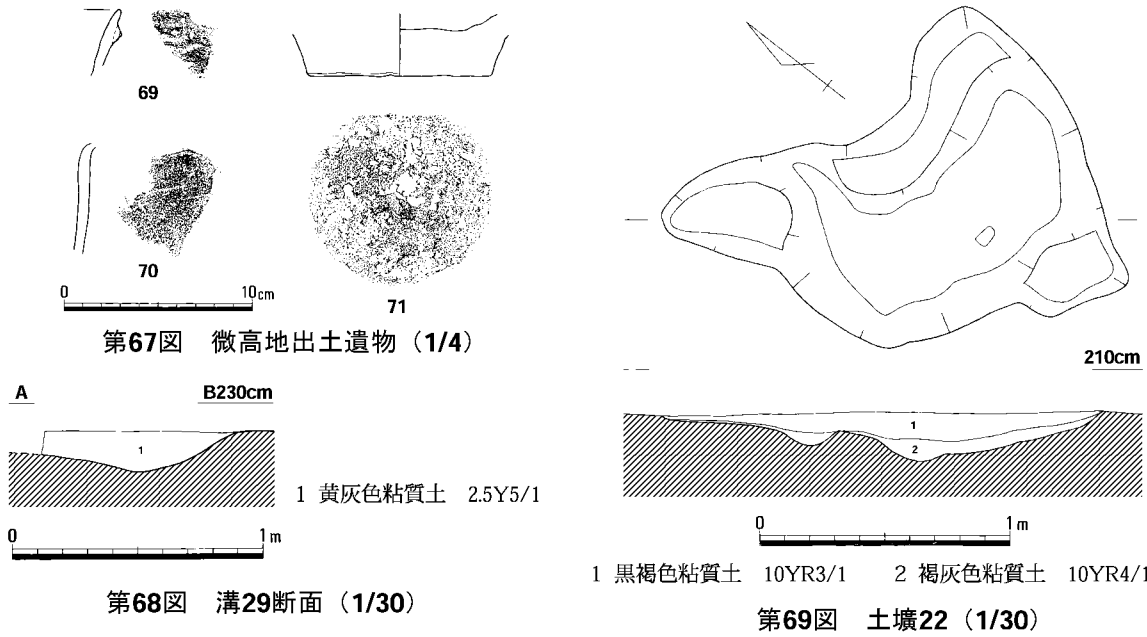 69
70
71
0 10cm
第67図 微高地出土遺物（1/4）
A B230cm
1
1 黄灰色粘質土 2.5Y5/1
0 1m
第68図 溝29断面（1/30）
210cm
1
2
0 1m
1 黒褐色粘質土 10YR3/1 2 褐灰色粘質土 10YR4/1
第69図 土壙22（1/30）